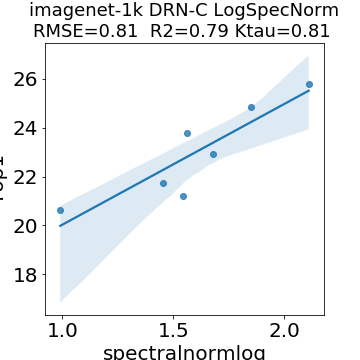 imagenet-1k DRN-C LogSpecNorm
RMSE=0.81 R2=0.79 Ktau=0.81
26
24
22
20
18
1.0 1.5 2.0
spectralnormlog